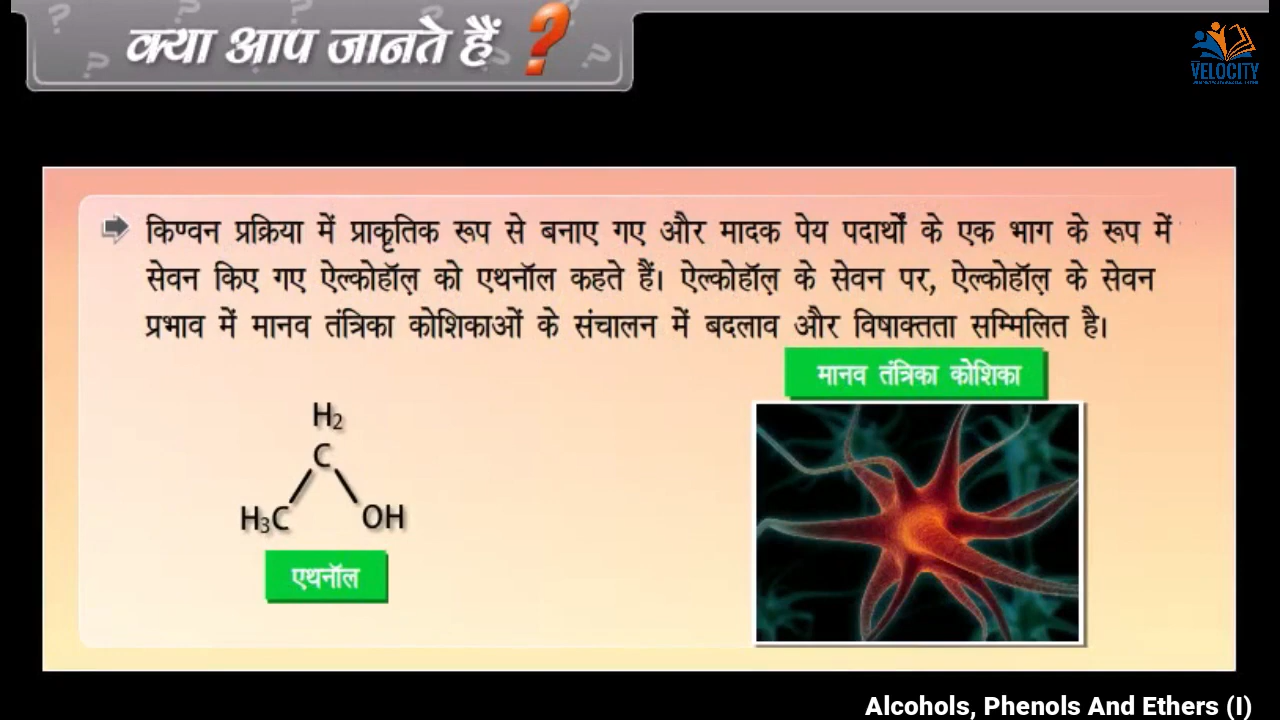 क्या आप जानते हैं ?
VELOCITY
किण्वन प्रक्रिया में प्राकृतिक रूप से बनाए गए और मादक पेय पदार्थों के एक भाग के रूप में
सेवन किए गए ऐल्कोहॉल़ को एथनॉल कहते हैं। ऐल्कोहॉल़ के सेवन पर, ऐल्कोहॉल़ के सेवन
प्रभाव में मानव तंत्रिका कोशिकाओं के संचालन में बदलाव और विषाक्तता सम्मिलित है।
मानव तंत्रिका कोशिका
H2
C
H3C OH
एथनॉल
Alcohols, Phenols And Ethers (I)